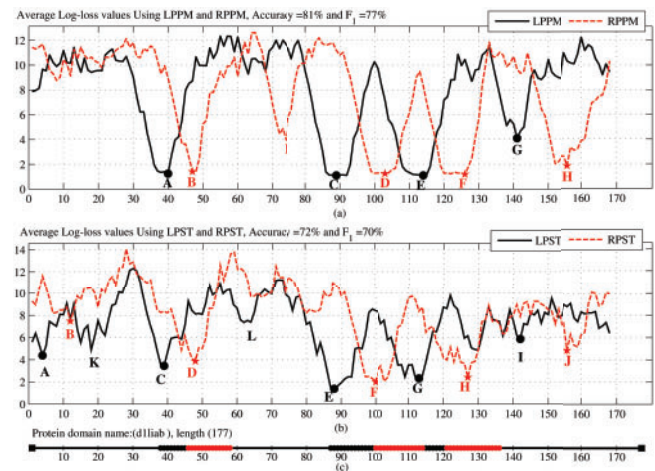 Average Log-loss values Using LPPM and RPPM, Accuracy =81% and F1 =77%
LPPM RPPM
12
10
8
6
4
2
0
A B C D E F G H
0 10 20 30 40 50 60 70 80 90 100 110 120 130 140 150 160 170
(a)
Average Log-loss values Using LPST and RPST, Accuracy =72% and F1 =70%
LPST RPST
14
12
10
8
6
4
2
0
A B K C D L E F G H I J
0 10 20 30 40 50 60 70 80 90 100 110 120 130 140 150 160 170
(b)
Protein domain name:(d1liab ), length (177)
0 10 20 30 40 50 60 70 80 90 100 110 120 130 140 150 160 170
(c)